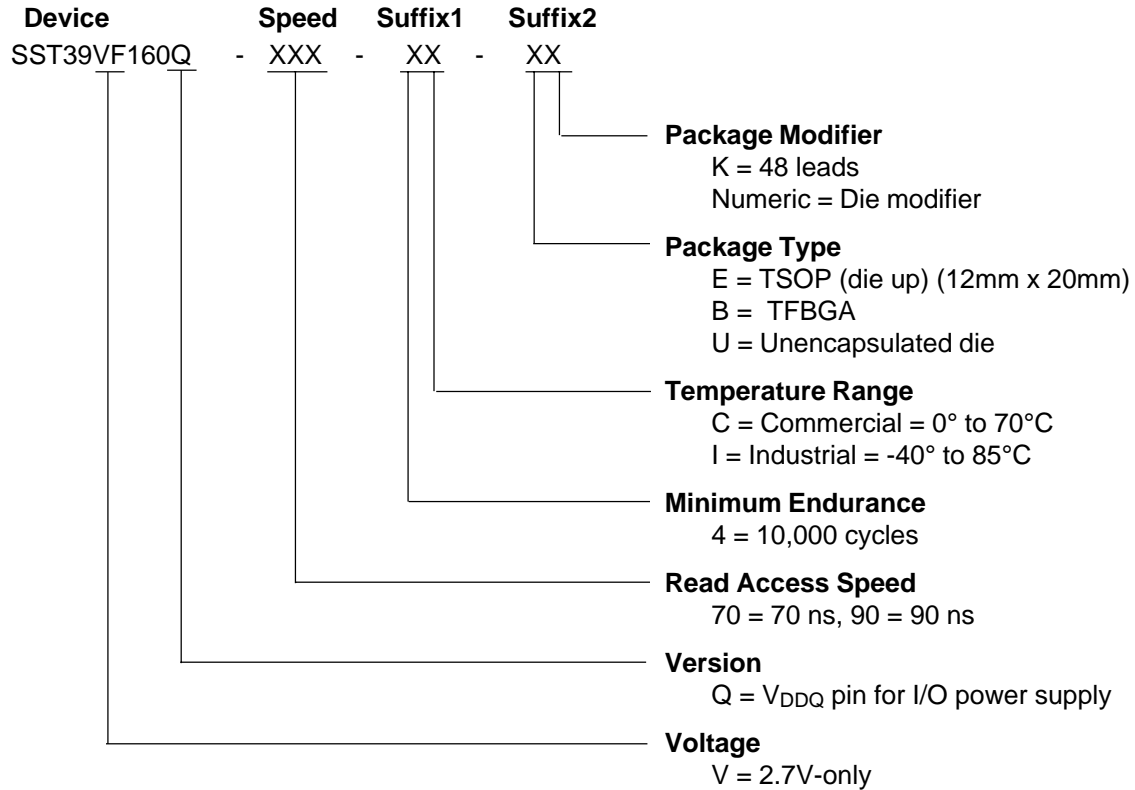 Device Speed Suffix1 Suffix2
SST39VF160Q - XXX - XX - XX
Package Modifier
K = 48 leads
Numeric = Die modifier
Package Type
E = TSOP (die up) (12mm x 20mm)
B = TFBGA
U = Unencapsulated die
Temperature Range
C = Commercial = 0° to 70°C
I = Industrial = -40° to 85°C
Minimum Endurance
4 = 10,000 cycles
Read Access Speed
70 = 70 ns, 90 = 90 ns
Version
Q = VDDQ pin for I/O power supply
Voltage
V = 2.7V-only